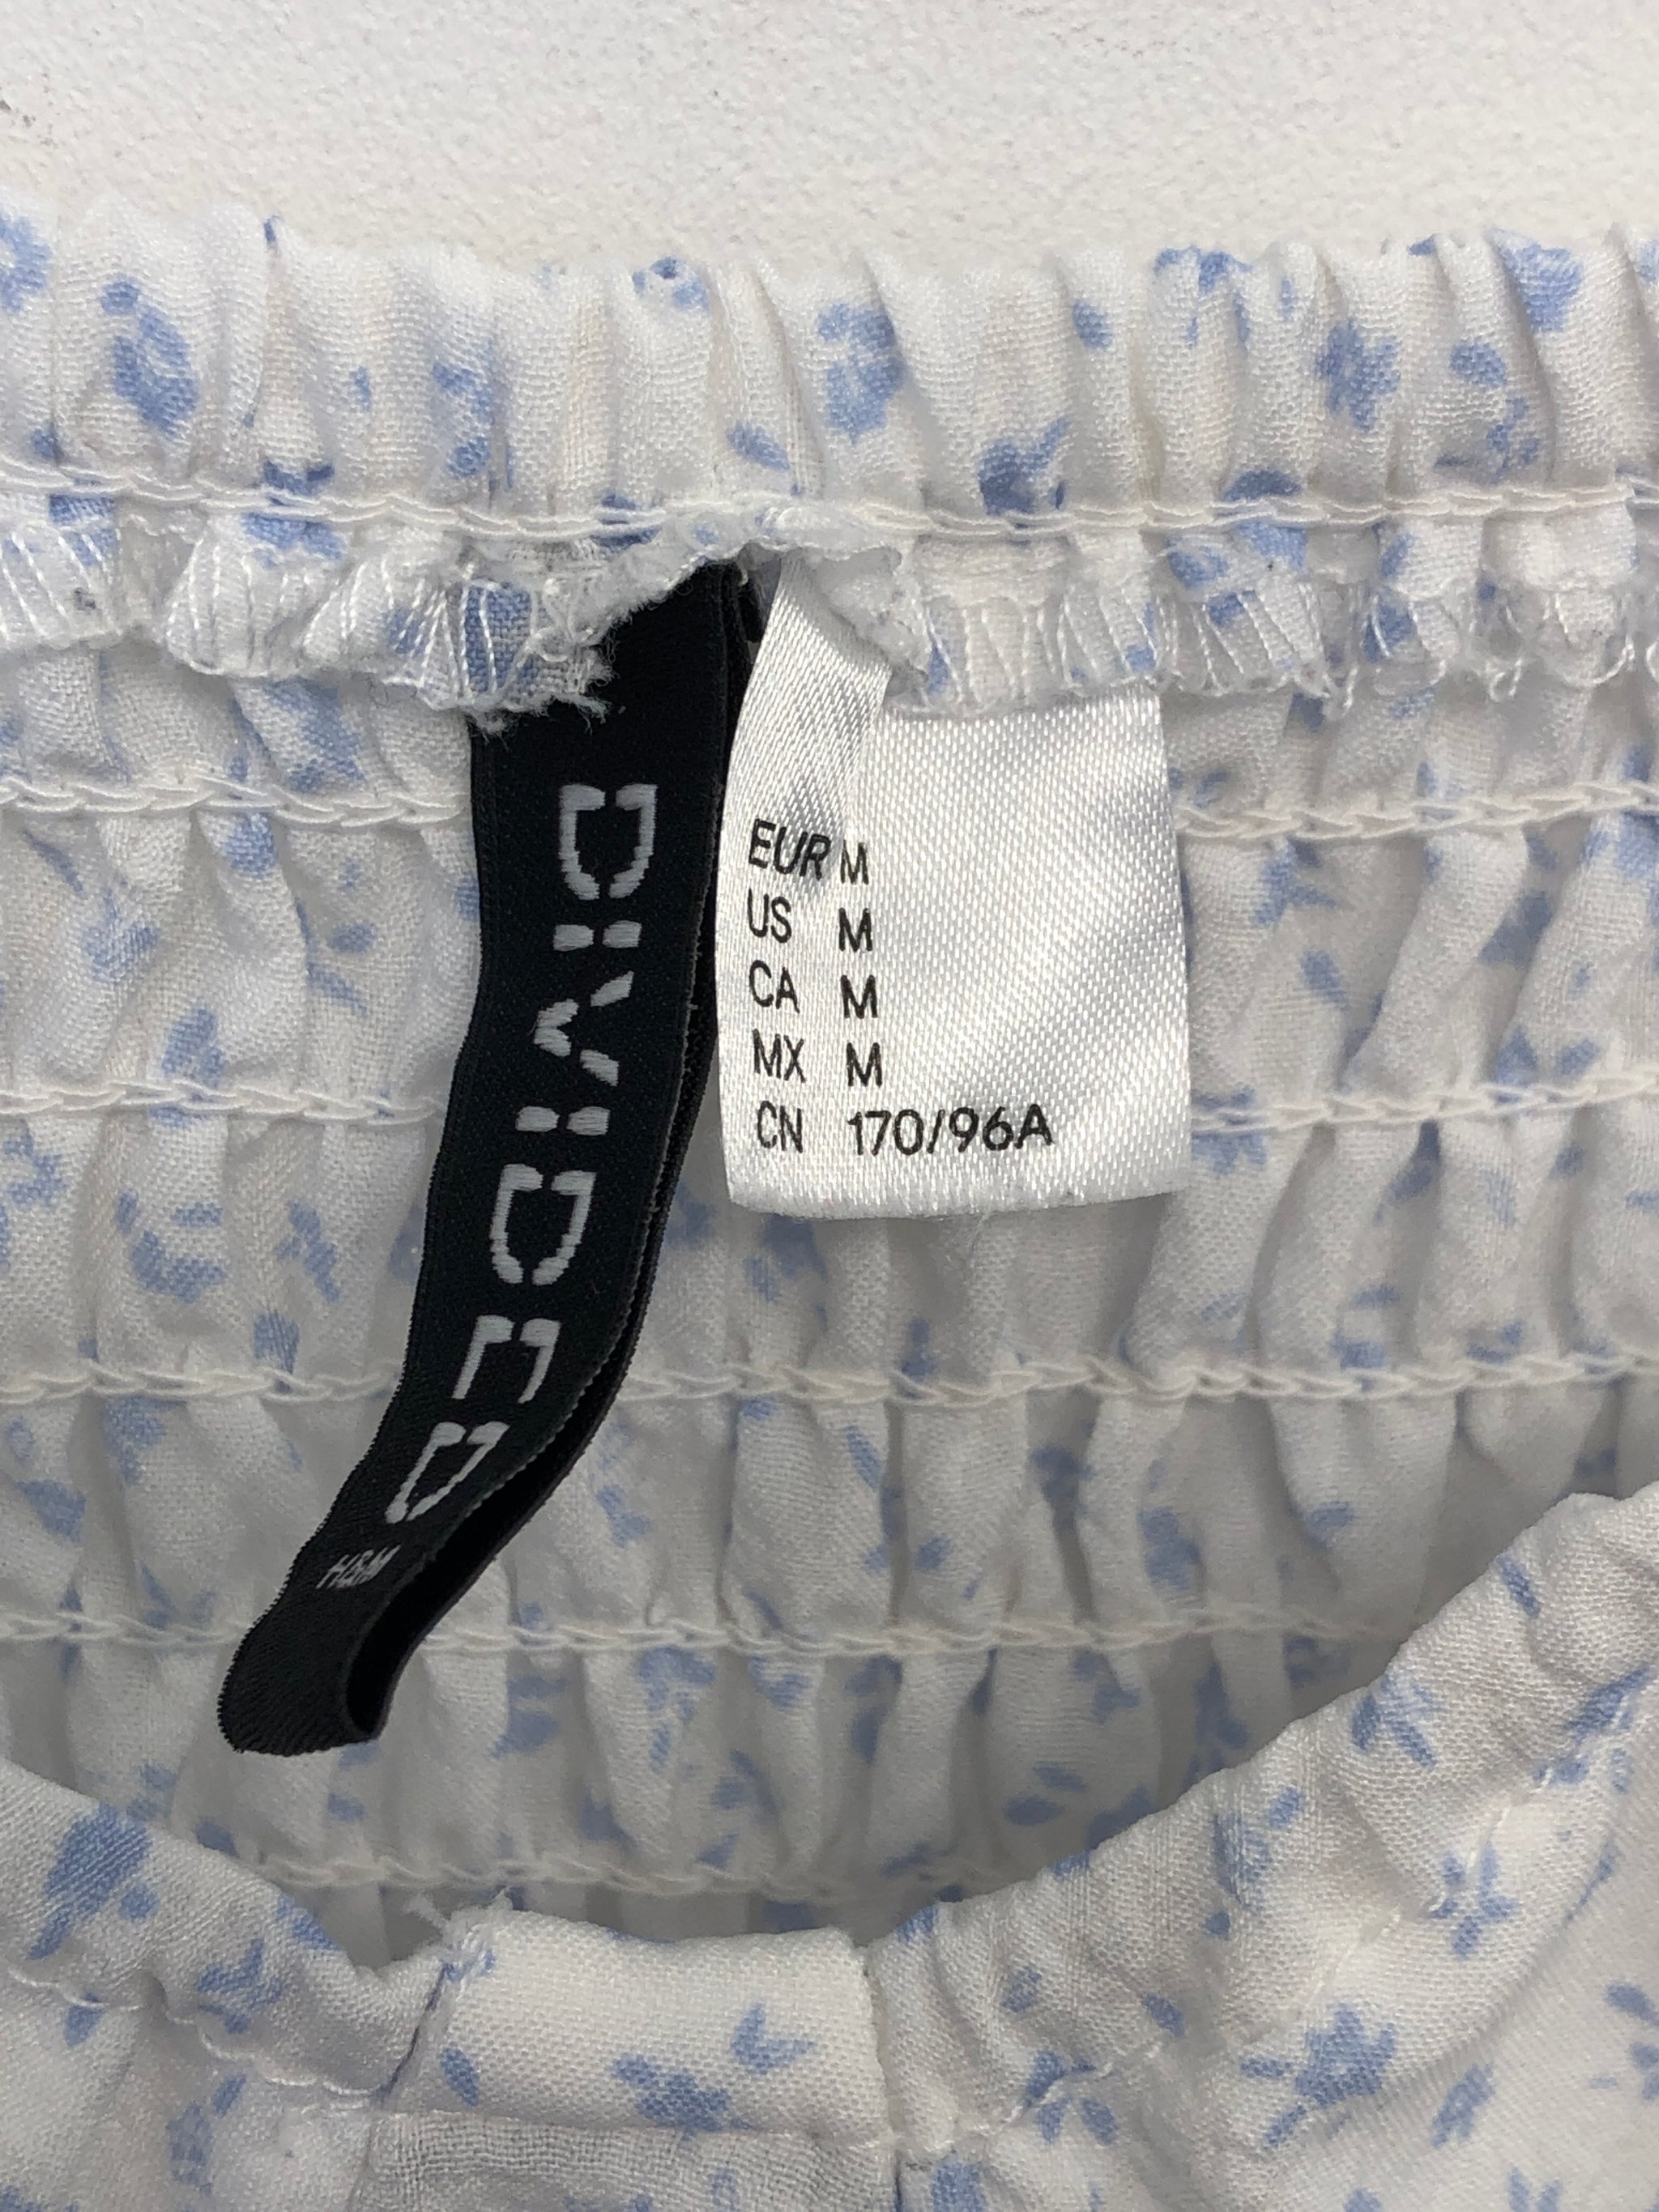 DIVIDED
H&M
EUR M
US M
CA M
MX M
CN 170/96A